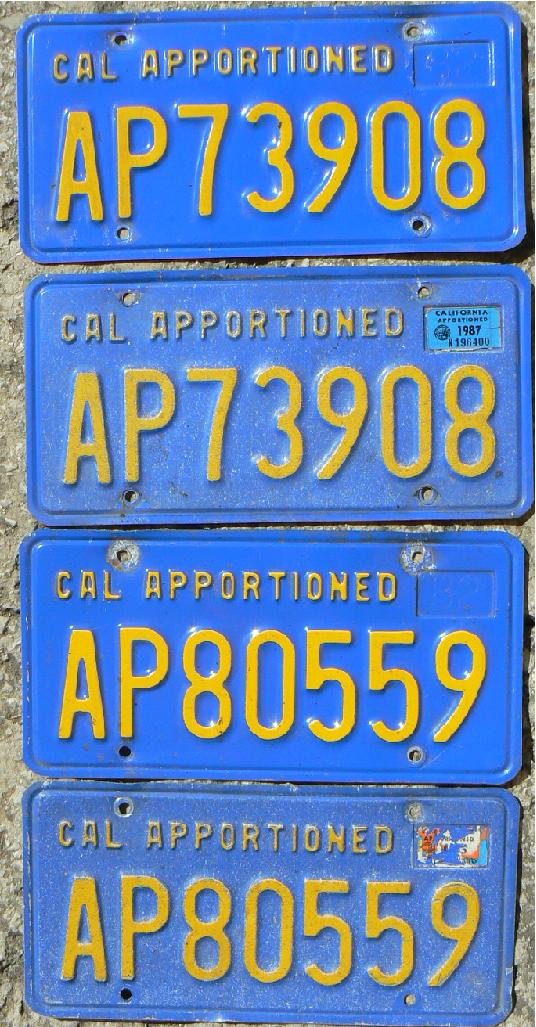 CAL APPORTIONED
AP73908
CAL APPORTIONED
CALIFORNIA
APPORTIONED
1987
AP73908
CAL APPORTIONED
AP80559
CAL APPORTIONED
AP80559